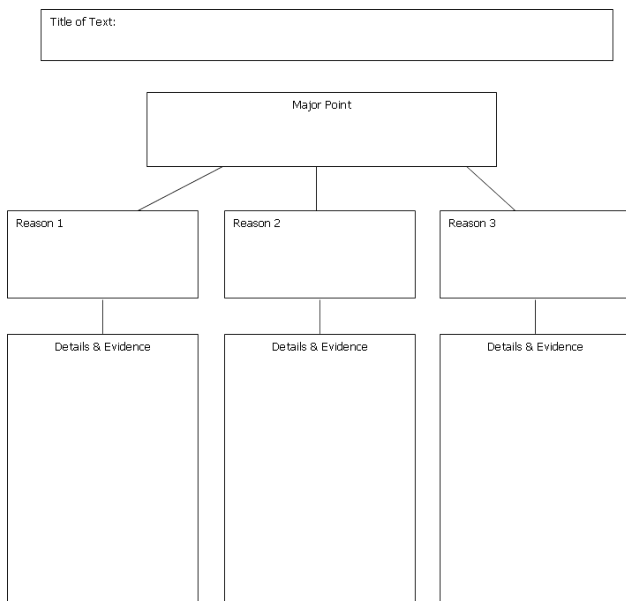 Title of Text:
Major Point
Reason 1
Reason 2
Reason 3
Details & Evidence
Details & Evidence
Details & Evidence